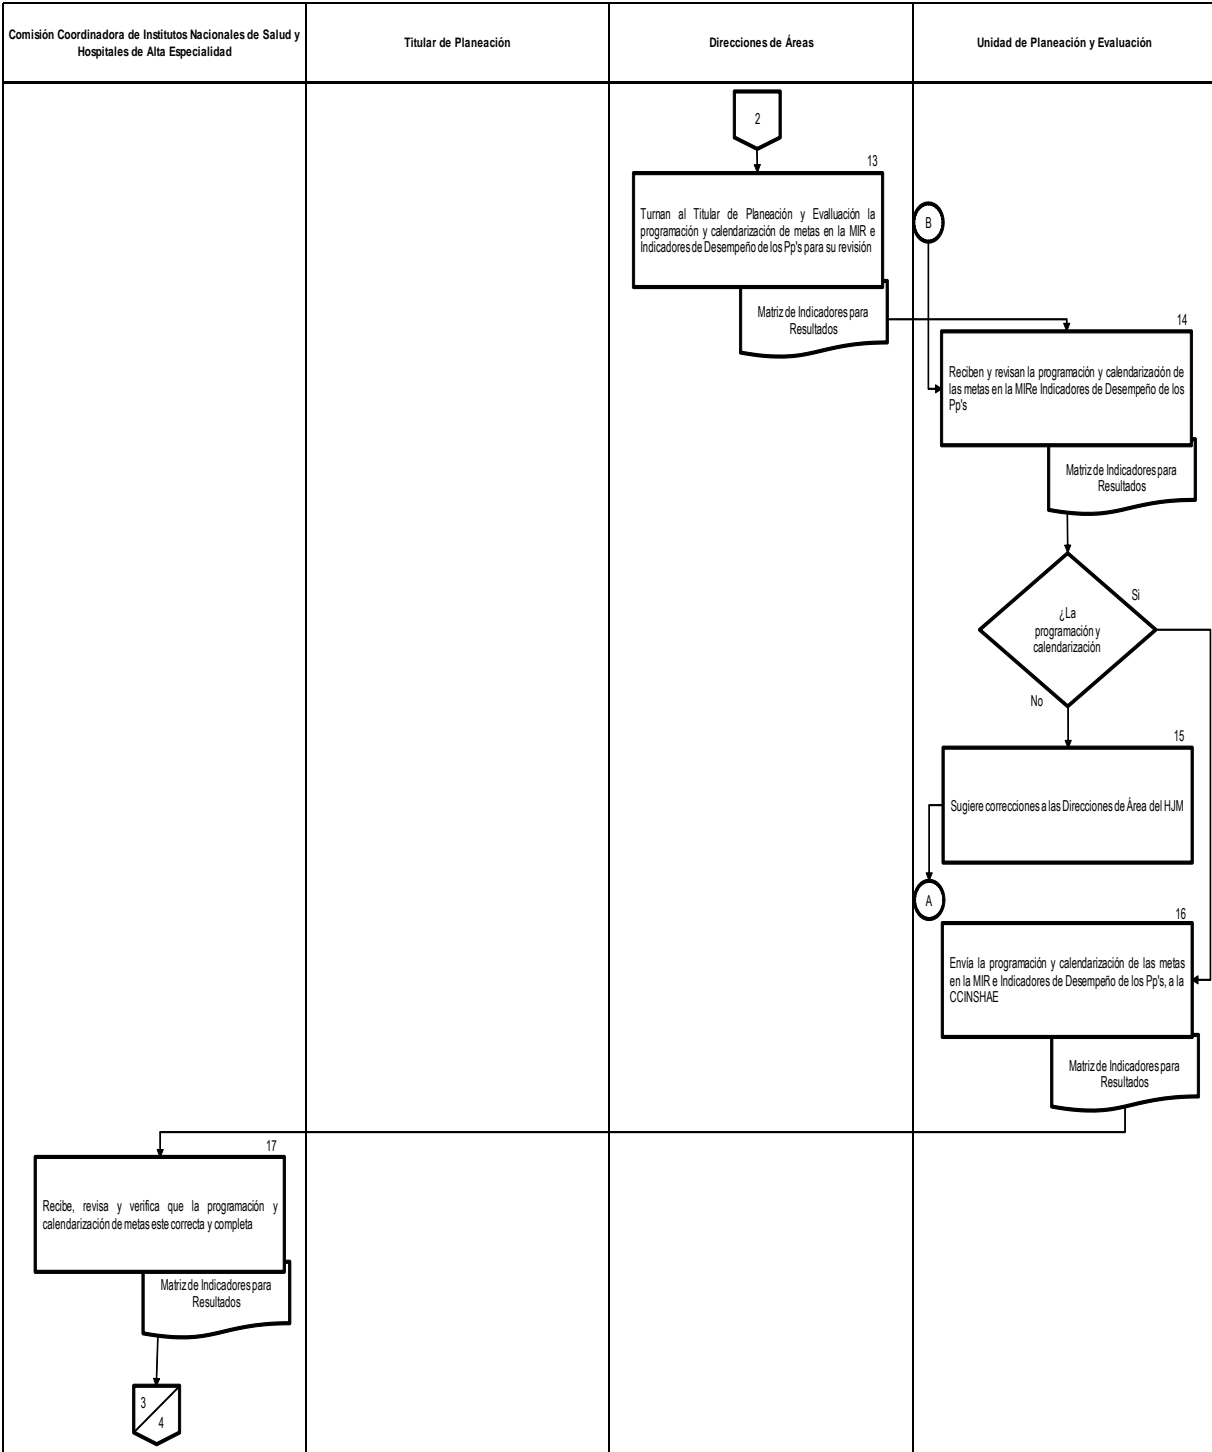 Comisión Coordinadora de Institutos Nacionales de Salud y
Hospitales de Alta Especialidad
Titular de Planeación
Direcciones de Áreas
Unidad de Planeación y Evaluación
2
13
Turnan al Titular de Planeación y Evalluación la
programación y calendarización de metas en la MIR e
Indicadores de Desempeño de los Pp's para su revisión
Matriz de Indicadores para
Resultados
B
14
Reciben y revisan la programación y calendarización de
las metas en la MIRe Indicadores de Desempeño de los
Pp's
Matriz de Indicadores para
Resultados
¿La
programación y
calendarización
Si
No
15
Sugiere correcciones a las Direcciones de Área del HJM
A
16
Envía la programación y calendarización de las metas
en la MIR e Indicadores de Desempeño de los Pp's, a la
CCINSHAE
Matriz de Indicadores para
Resultados
17
Recibe, revisa y verifica que la programación y
calendarización de metas este correcta y completa
Matriz de Indicadores para
Resultados
3
4